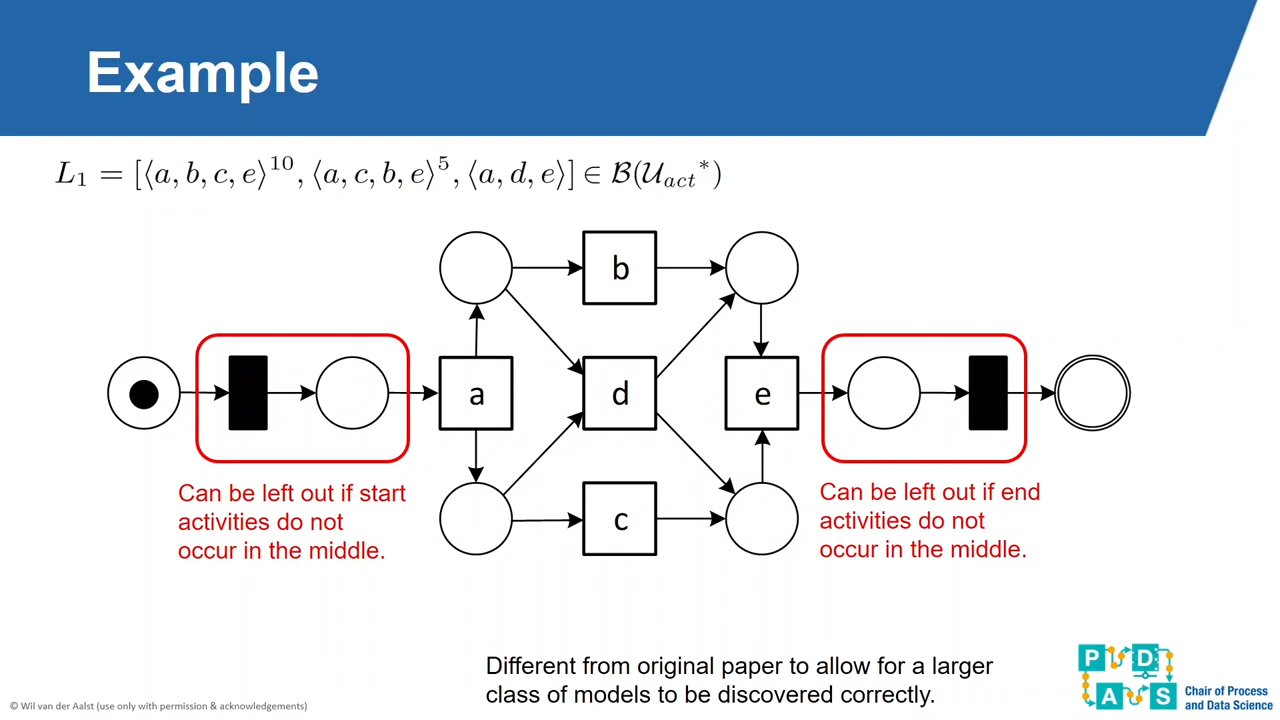 Example
L₁ = [⟨a, b, c, e⟩¹⁰, ⟨a, c, b, e⟩⁵, ⟨a, d, e⟩] ∈ ℬ(𝒰_act*)
b
a
d
e
c
Can be left out if start
activities do not
occur in the middle.
Can be left out if end
activities do not
occur in the middle.
Different from original paper to allow for a larger
class of models to be discovered correctly.
P D
A S
Chair of Process
and Data Science
© Wil van der Aalst (use only with permission & acknowledgements)